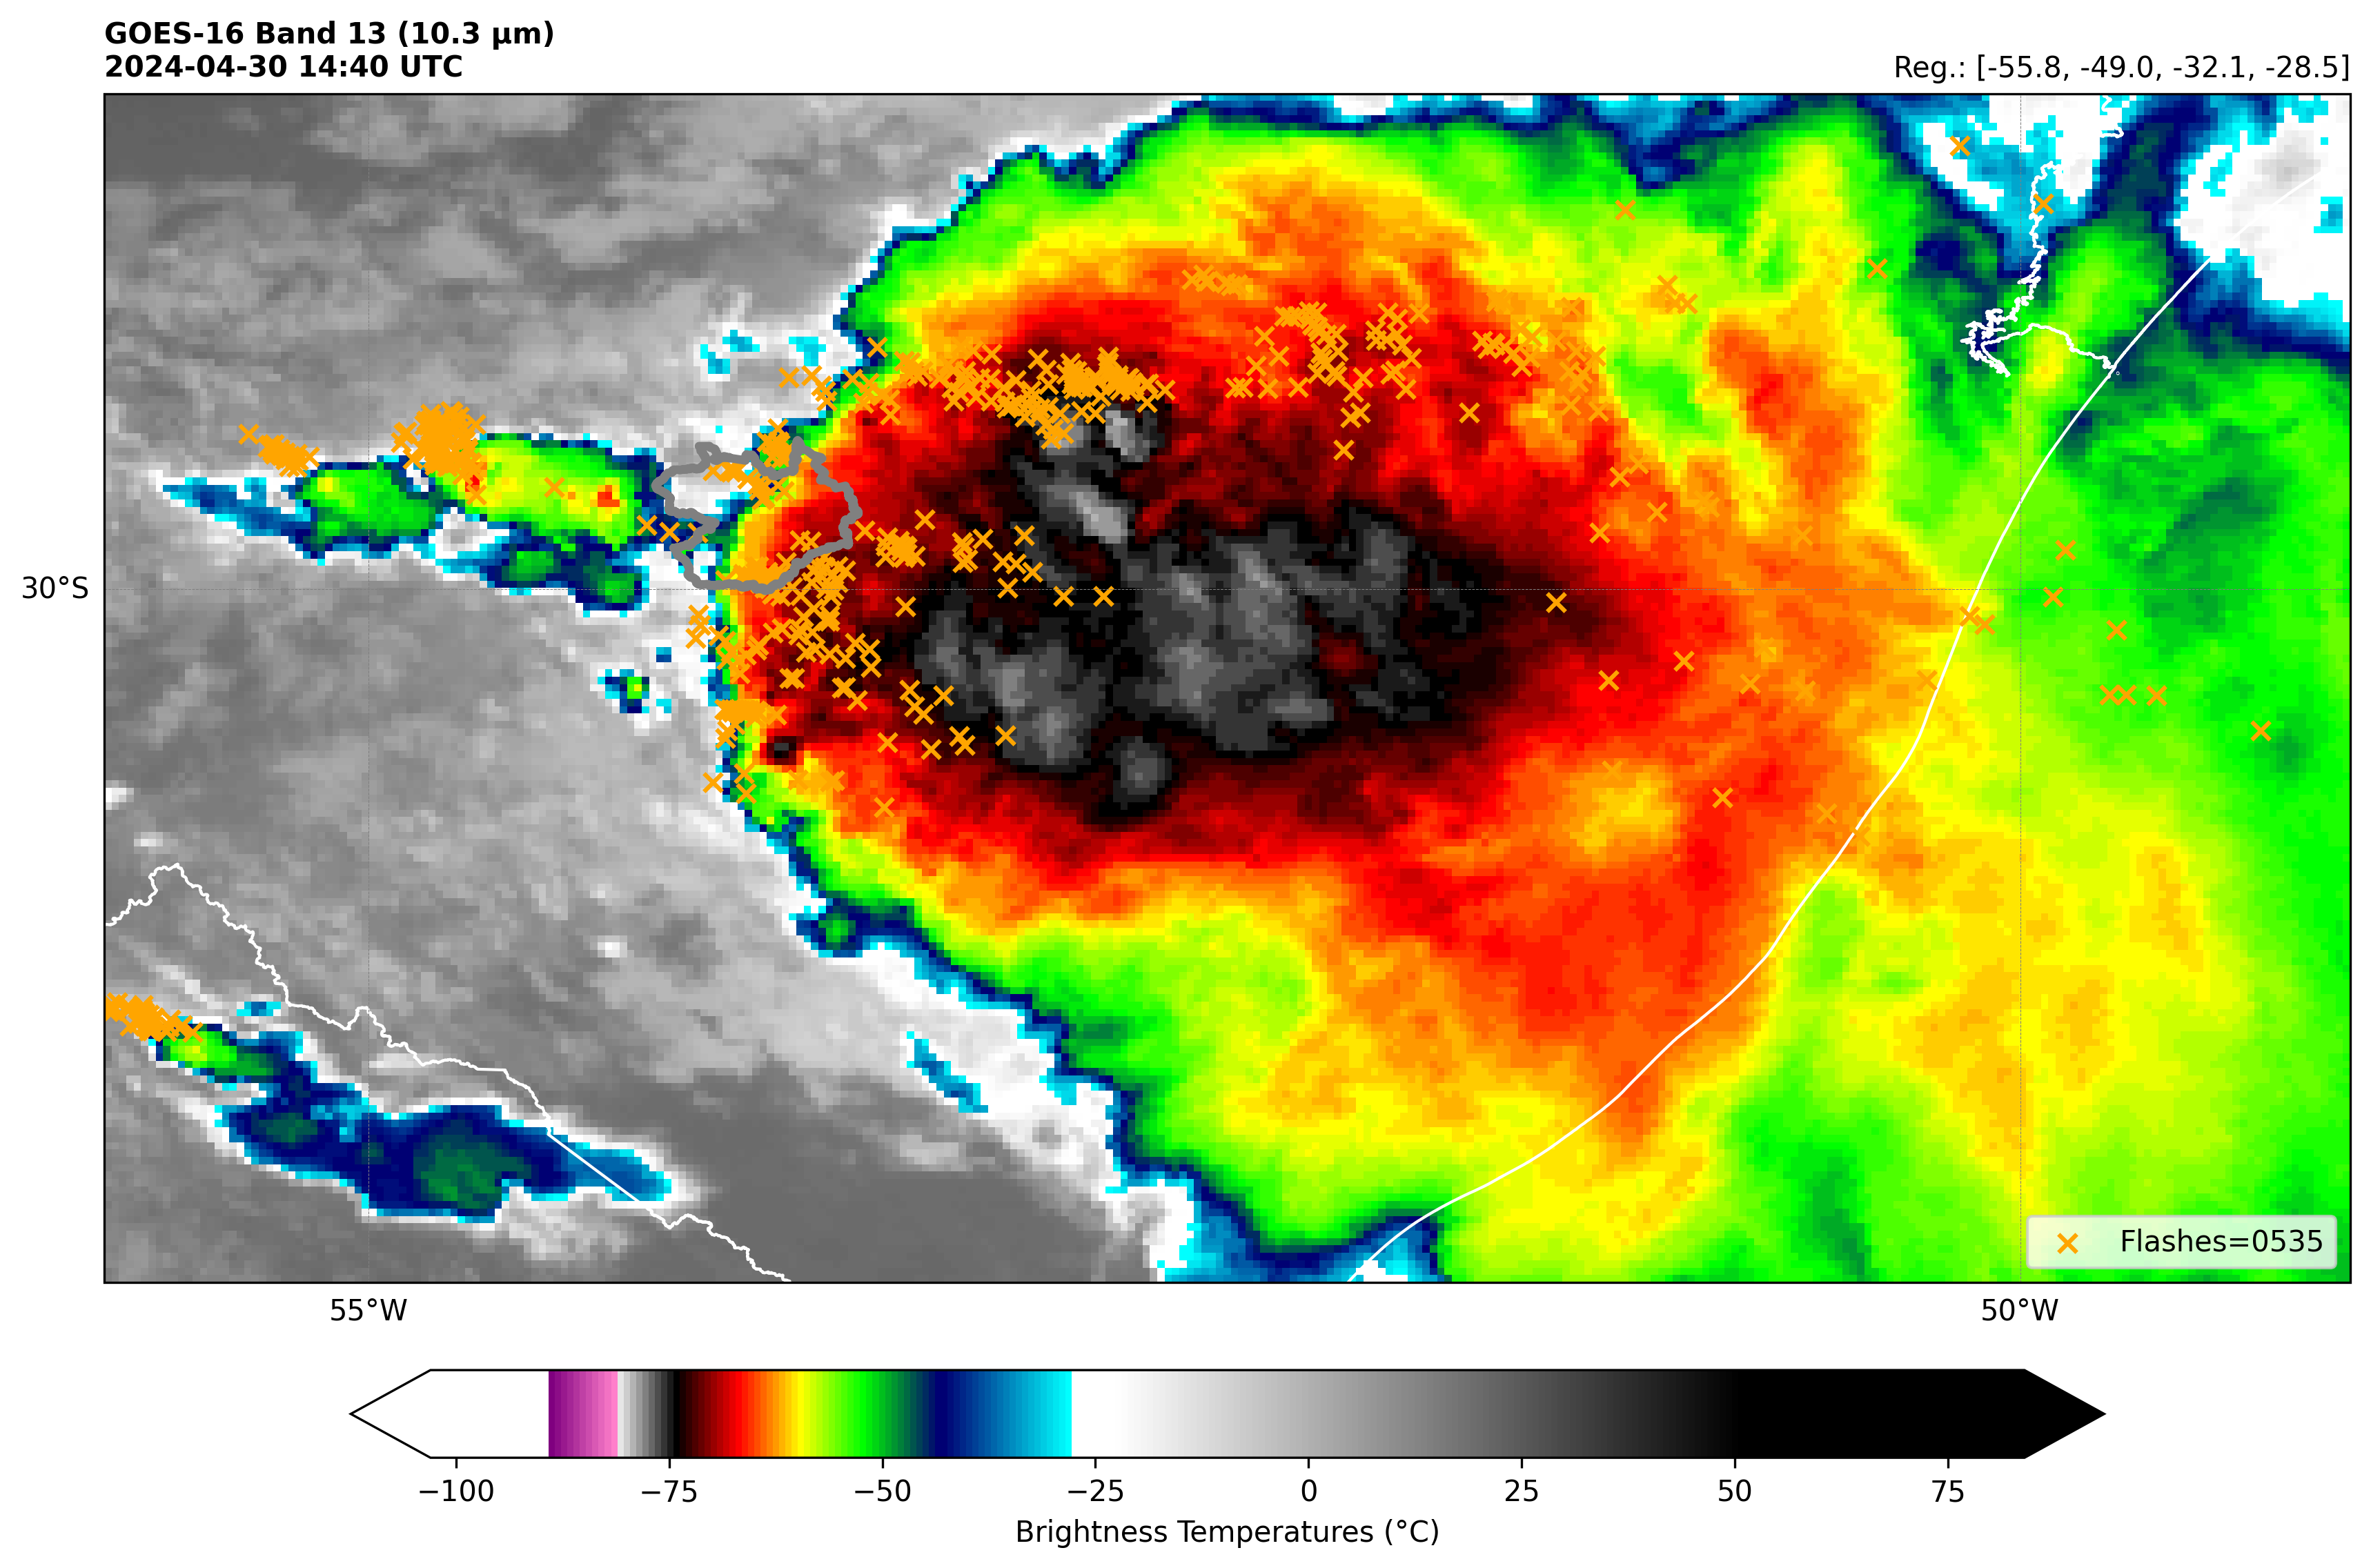 GOES-16 Band 13 (10.3 µm)
2024-04-30 14:40 UTC
Reg.: [-55.8, -49.0, -32.1, -28.5]
30°S
Flashes=0535
55°W 50°W
−100 −75 −50 −25 0 25 50 75
Brightness Temperatures (°C)